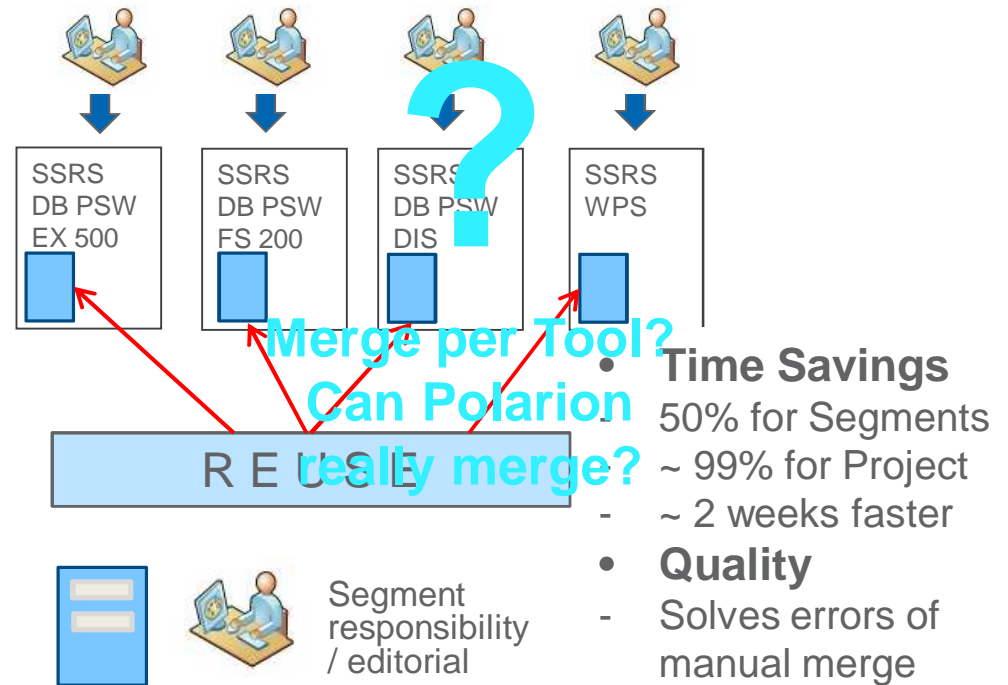 SSRS
DB PSW
EX 500
SSRS
DB PSW
FS 200
SSRS
DB PSW
DIS
SSRS
WPS
?
Merge per Tool?
Can Polarion
really merge?
REUSE
• Time Savings
- 50% for Segments
- ~ 99% for Project
- ~ 2 weeks faster
• Quality
- Solves errors of
manual merge
Segment
responsibility
/ editorial